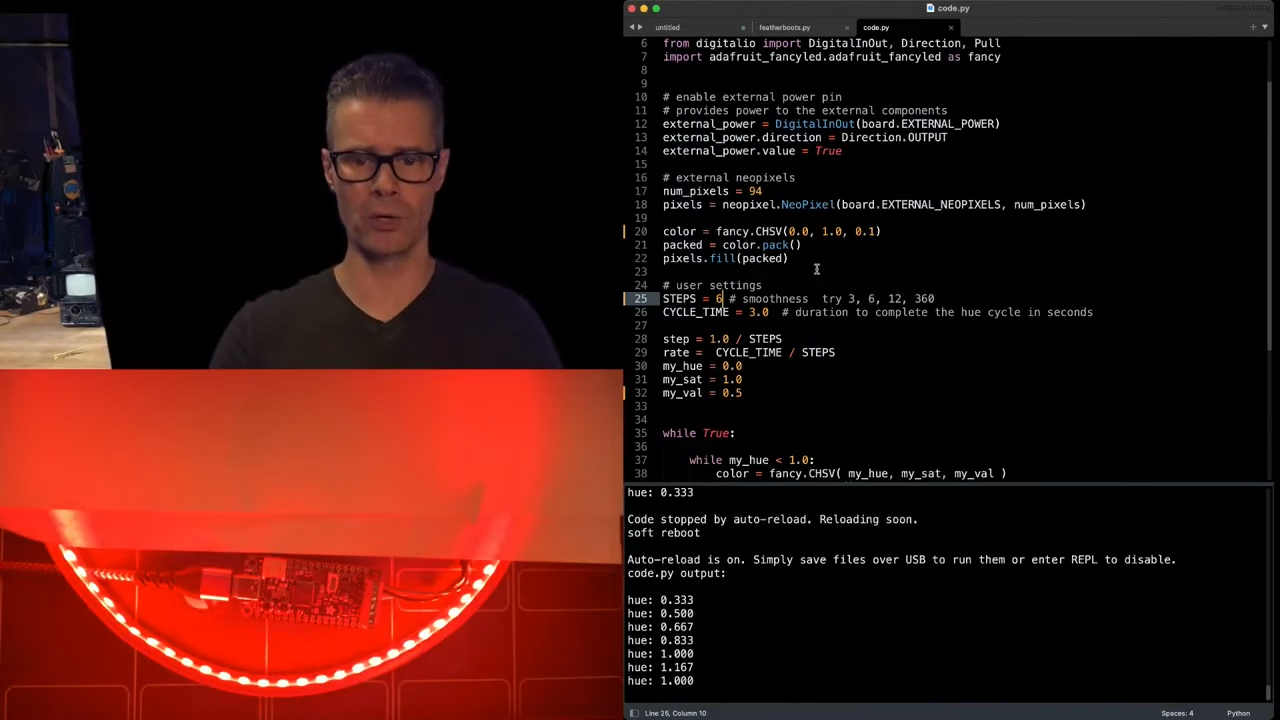 code.py
untitled
featherboots.py
code.py
6 from digitalio import DigitalInOut, Direction, Pull
7 import adafruit_fancyled.adafruit_fancyled as fancy
8
9
10 # enable external power pin
11 # provides power to the external components
12 external_power = DigitalInOut(board.EXTERNAL_POWER)
13 external_power.direction = Direction.OUTPUT
14 external_power.value = True
15
16 # external neopixels
17 num_pixels = 94
18 pixels = neopixel.NeoPixel(board.EXTERNAL_NEOPIXELS, num_pixels)
19
20 color = fancy.CHSV(0.0, 1.0, 0.1)
21 packed = color.pack()
22 pixels.fill(packed)
23
24 # user settings
25 STEPS = 6 # smoothness  try 3, 6, 12, 360
26 CYCLE_TIME = 3.0  # duration to complete the hue cycle in seconds
27
28 step = 1.0 / STEPS
29 rate =  CYCLE_TIME / STEPS
30 my_hue = 0.0
31 my_sat = 1.0
32 my_val = 0.5
33
34
35 while True:
36
37     while my_hue < 1.0:
38         color = fancy.CHSV( my_hue, my_sat, my_val )
hue: 0.333
Code stopped by auto-reload. Reloading soon.
soft reboot
Auto-reload is on. Simply save files over USB to run them or enter REPL to disable.
code.py output:
hue: 0.333
hue: 0.500
hue: 0.667
hue: 0.833
hue: 1.000
hue: 1.167
hue: 1.000
Line 25, Column 10
Spaces: 4
Python